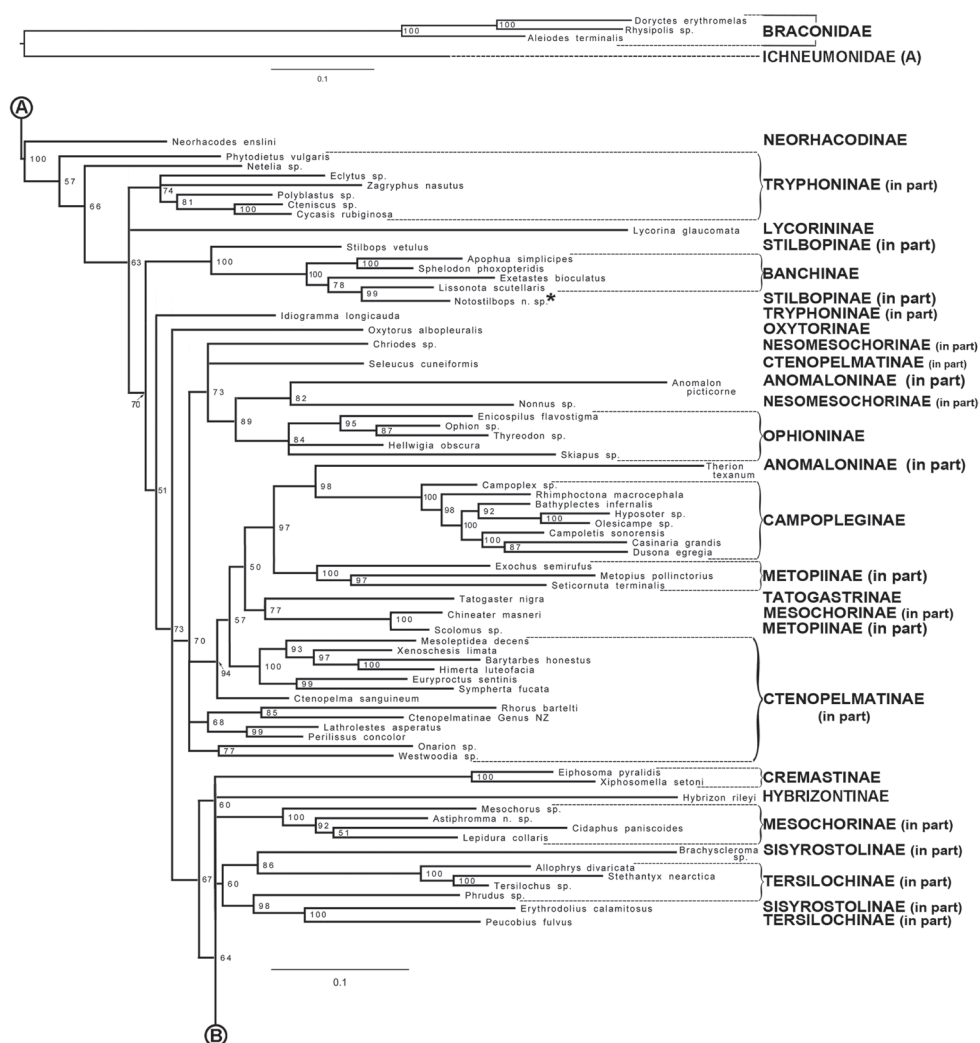 Doryctes erythromelas
100
Rhysipolis sp.
100
BRACONIDAE
Aleiodes terminalis
ICHNEUMONIDAE (A)
0.1
A
Neorhacodes enslini NEORHACODINAE
100
Phytodietus vulgaris
57
Netelia sp.
Eclytus sp.
66
Zagryphus nasutus TRYPHONINAE (in part)
74
Polyblastus sp.
81
Cteniscus sp.
100
Cycasis rubiginosa
Lycorina glaucomata LYCORININAE
Stilbops vetulus STILBOPINAE (in part)
63
100
Apophua simplicipes
100
Sphelodon phoxopteridis
100
Exetastes bioculatus BANCHINAE
78
Lissonota scutellaris
99
Notostilbops n. sp.* STILBOPINAE (in part)
Idiogramma longicauda TRYPHONINAE (in part)
Oxytorus albopleuralis OXYTORINAE
Chriodes sp. NESOMESOCHORINAE (in part)
Seleucus cuneiformis CTENOPELMATINAE (in part)
70
73
Anomalon picticorne ANOMALONINAE (in part)
82
Nonnus sp. NESOMESOCHORINAE (in part)
89
Enicospilus flavostigma
95
Ophion sp.
87
Thyreodon sp. OPHIONINAE
84
Hellwigia obscura
Skiapus sp.
51
Therion texanum ANOMALONINAE (in part)
98
Campoplex sp.
100
Rhimphoctona macrocephala
98
Bathyplectes infernalis
92
Hyposoter sp.
100
Olesicampe sp. CAMPOPLEGINAE
100
Campoletis sonorensis
100
Casinaria grandis
87
Dusona egregia
97
50
Exochus semirufus
100
Metopius pollinctorius METOPIINAE (in part)
97
Seticornuta terminalis
Tatogaster nigra TATOGASTRINAE
77
Chineater masneri MESOCHORINAE (in part)
100
Scolomus sp. METOPIINAE (in part)
57
73
70
Mesoleptidea decens
93
Xenoschesis limata
97
Barytarbes honestus
100
Himerta luteofacia
100
94
Euryproctus sentinis
99
Sympherta fucata
Ctenopelma sanguineum CTENOPELMATINAE
(in part)
Rhorus bartelti
85
Ctenopelmatinae Genus NZ
68
Lathrolestes asperatus
99
Perilissus concolor
Onarion sp.
77
Westwoodia sp.
Eiphosoma pyralidis
100
CREMASTINAE
Xiphosomella setoni
60
Hybrizon rileyi HYBRIZONTINAE
Mesochorus sp.
100
Astiphromma n. sp.
92
Cidaphus paniscoides MESOCHORINAE (in part)
51
Lepidura collaris
Brachyscleroma sp. SISYROSTOLINAE (in part)
86
67
60
Allophrys divaricata
100
Stethantyx nearctica
100
Tersilochus sp. TERSILOCHINAE (in part)
Phrudus sp.
98
Erythrodolius calamitosus SISYROSTOLINAE (in part)
100
Peucobius fulvus TERSILOCHINAE (in part)
64
0.1
B